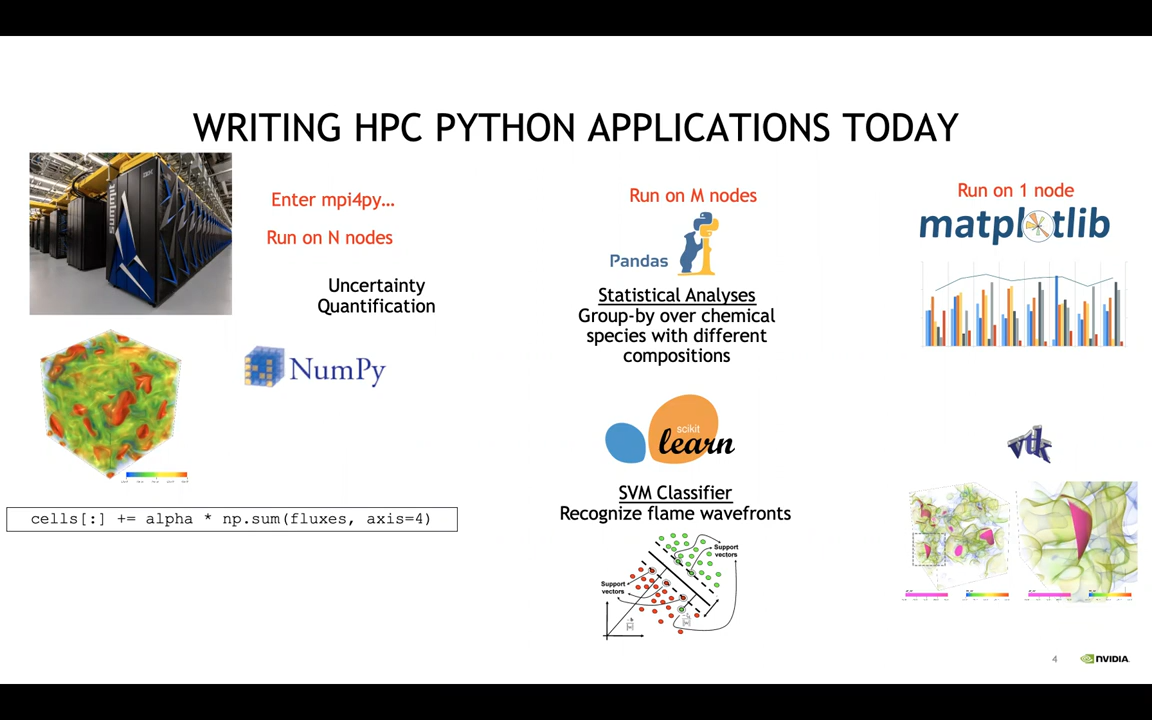 WRITING HPC PYTHON APPLICATIONS TODAY
IBM
SUMMIT
Enter mpi4py…
Run on N nodes
Uncertainty
Quantification
NumPy
cells[:] += alpha * np.sum(fluxes, axis=4)
Run on M nodes
Pandas
Statistical Analyses
Group-by over chemical
species with different
compositions
scikit
learn
SVM Classifier
Recognize flame wavefronts
Support
vectors
Support
vectors
Run on 1 node
matplotlib
vtk
4
NVIDIA.